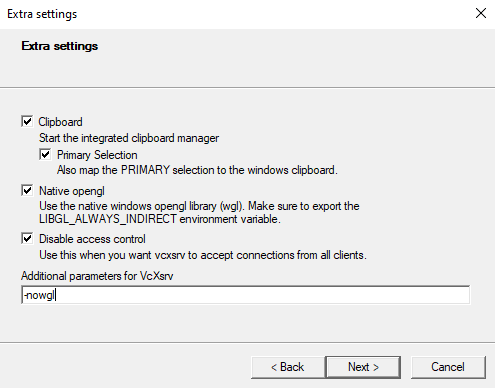 Extra settings
Extra settings
Clipboard
Start the integrated clipboard manager
Primary Selection
Also map the PRIMARY selection to the windows clipboard.
Native opengl
Use the native windows opengl library (wgl). Make sure to export the
LIBGL_ALWAYS_INDIRECT environment variable.
Disable access control
Use this when you want vcxsrv to accept connections from all clients.
Additional parameters for VcXsrv
-nowgl
< Back Next > Cancel